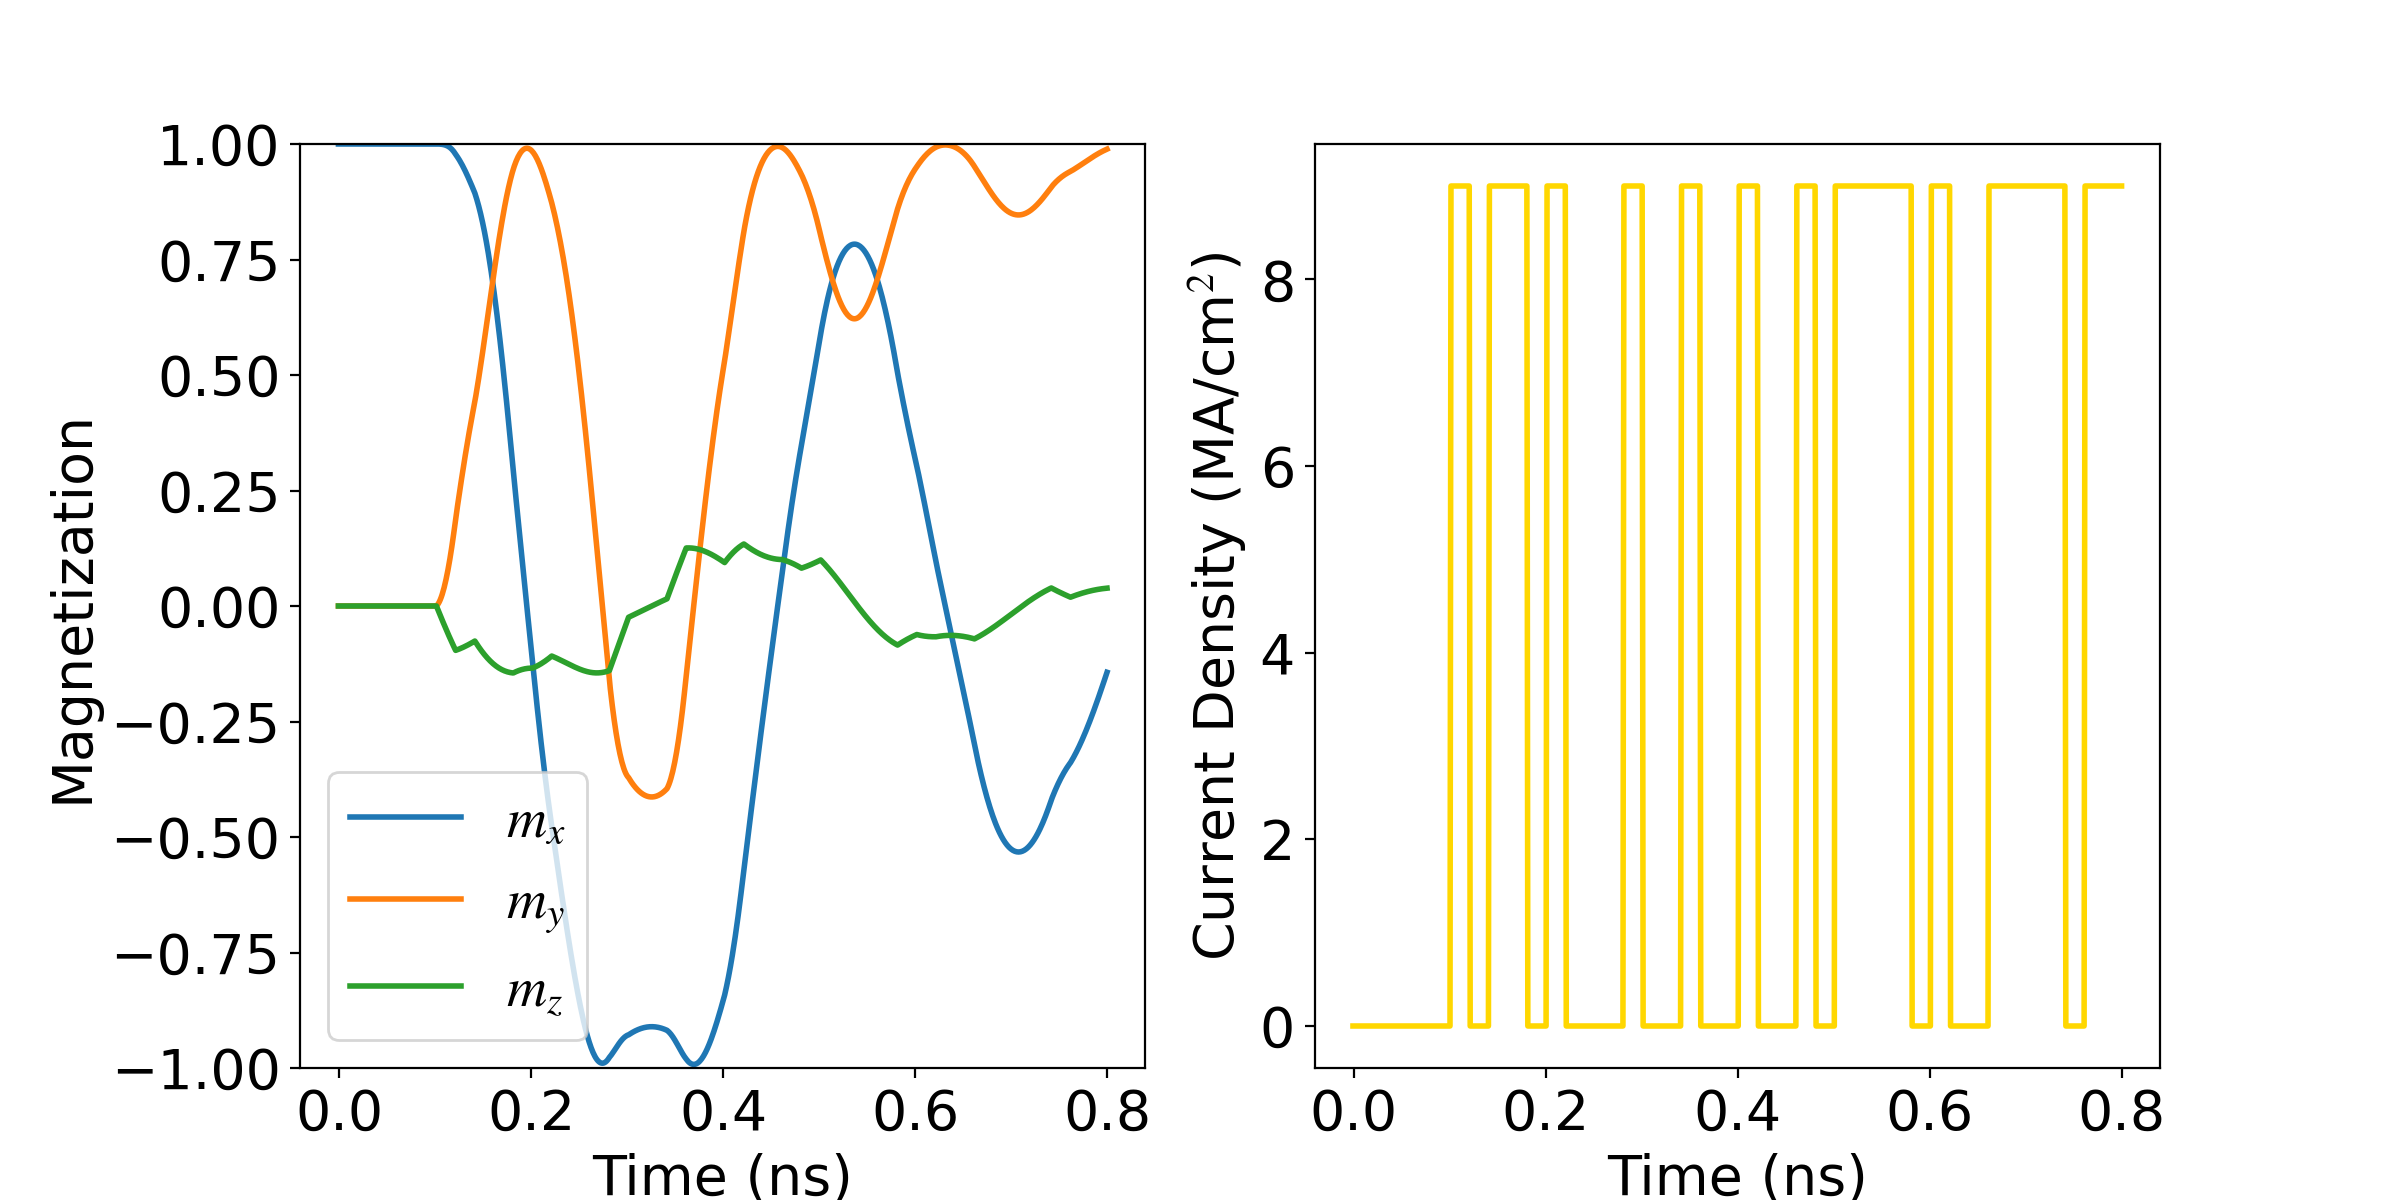 1.00
0.75
0.50
0.25
0.00
−0.25
−0.50
−0.75
−1.00
Magnetization
m_x
m_y
m_z
0.0 0.2 0.4 0.6 0.8
Time (ns)
8
6
4
2
0
Current Density (MA/cm²)
0.0 0.2 0.4 0.6 0.8
Time (ns)